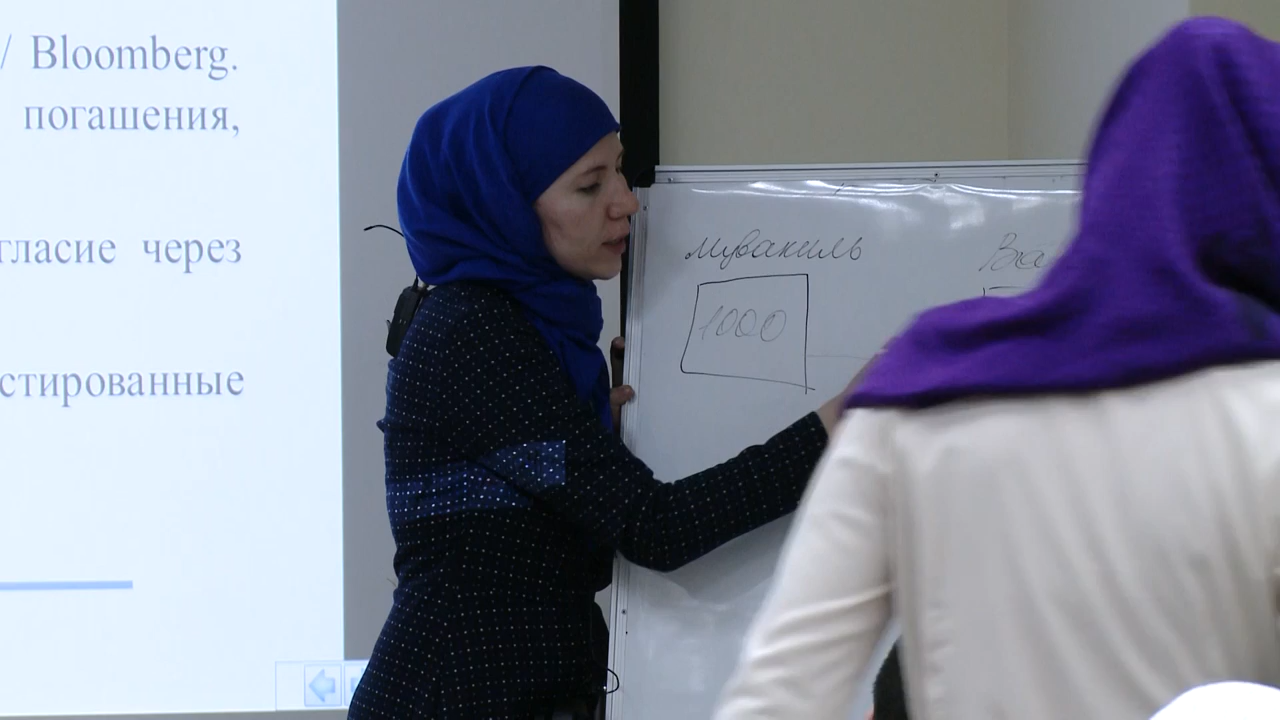 / Bloomberg.
погашения,
гласие через
стированные
мувакиль
1000